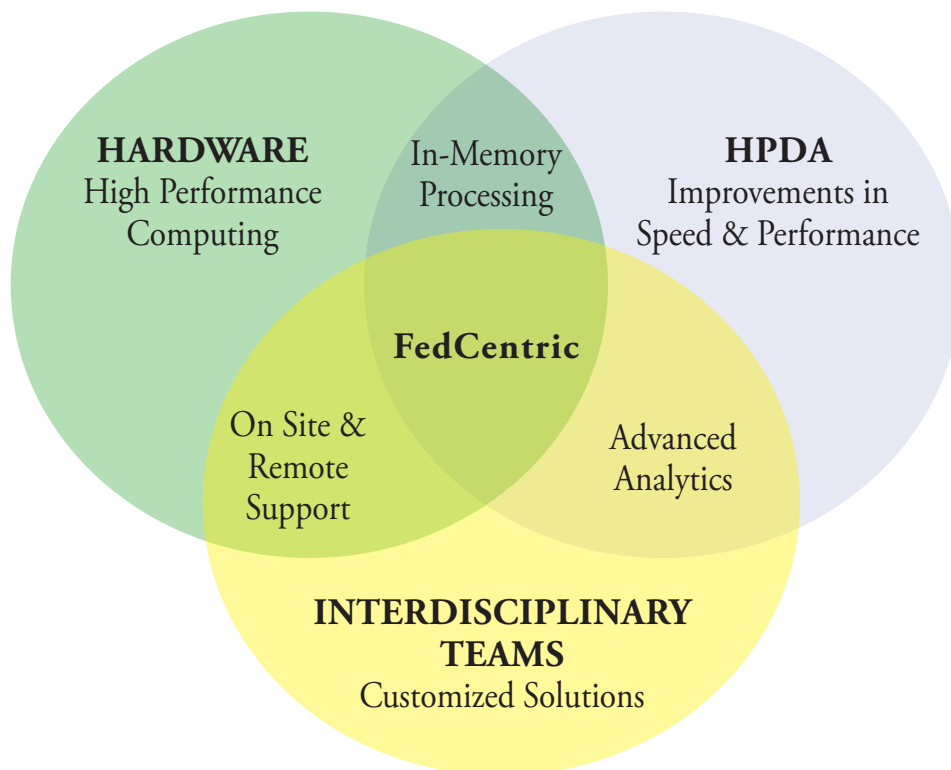 HARDWARE
High Performance
Computing
In-Memory
Processing
HPDA
Improvements in
Speed & Performance
FedCentric
On Site &
Remote
Support
Advanced
Analytics
INTERDISCIPLINARY
TEAMS
Customized Solutions